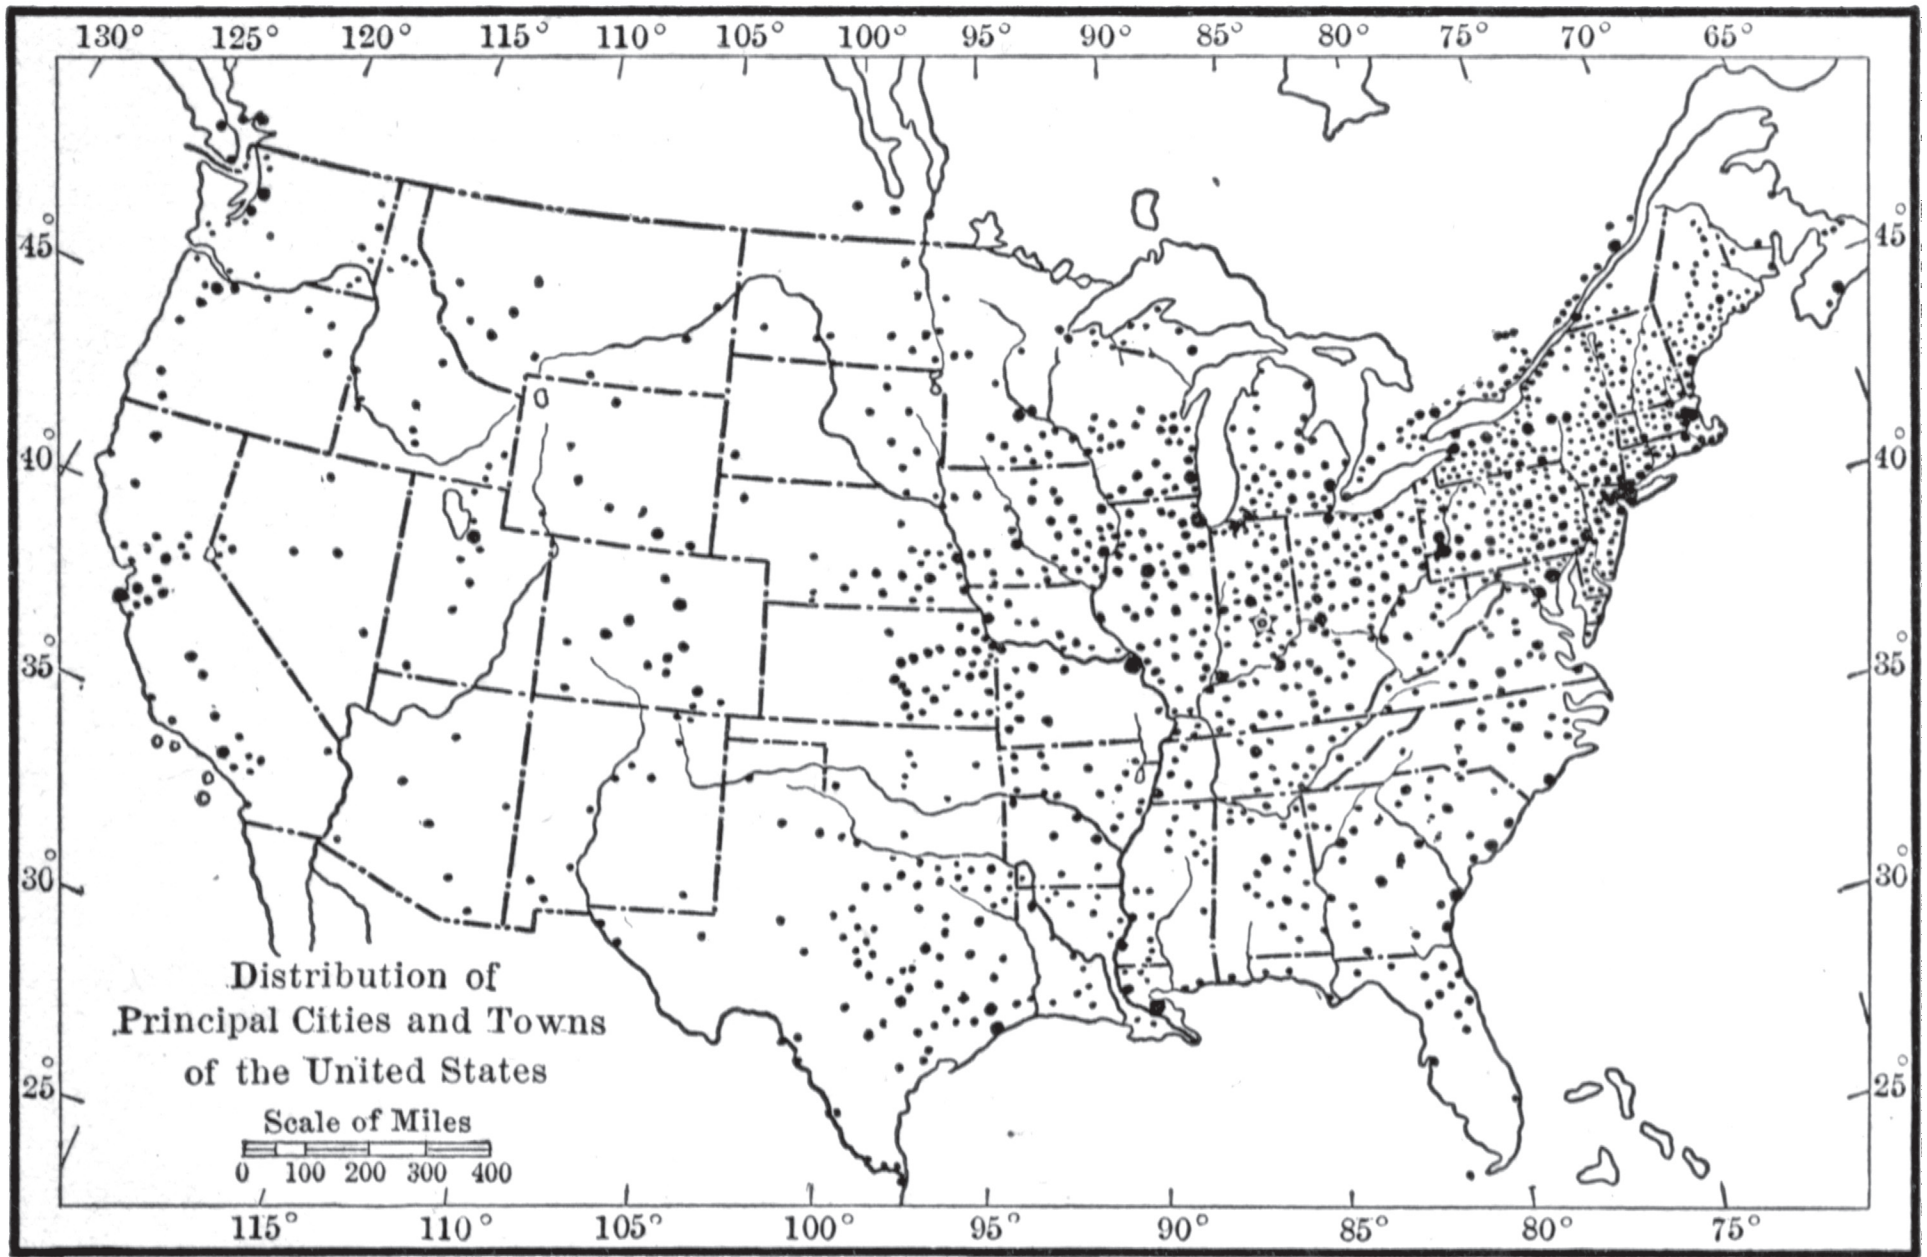 130° 125° 120° 115° 110° 105° 100° 95° 90° 85° 80° 75° 70° 65°
45° 45°
40° 40°
35° 35°
30° 30°
Distribution of
Principal Cities and Towns
of the United States
25° 25°
Scale of Miles
0 100 200 300 400
115° 110° 105° 100° 95° 90° 85° 80° 75°